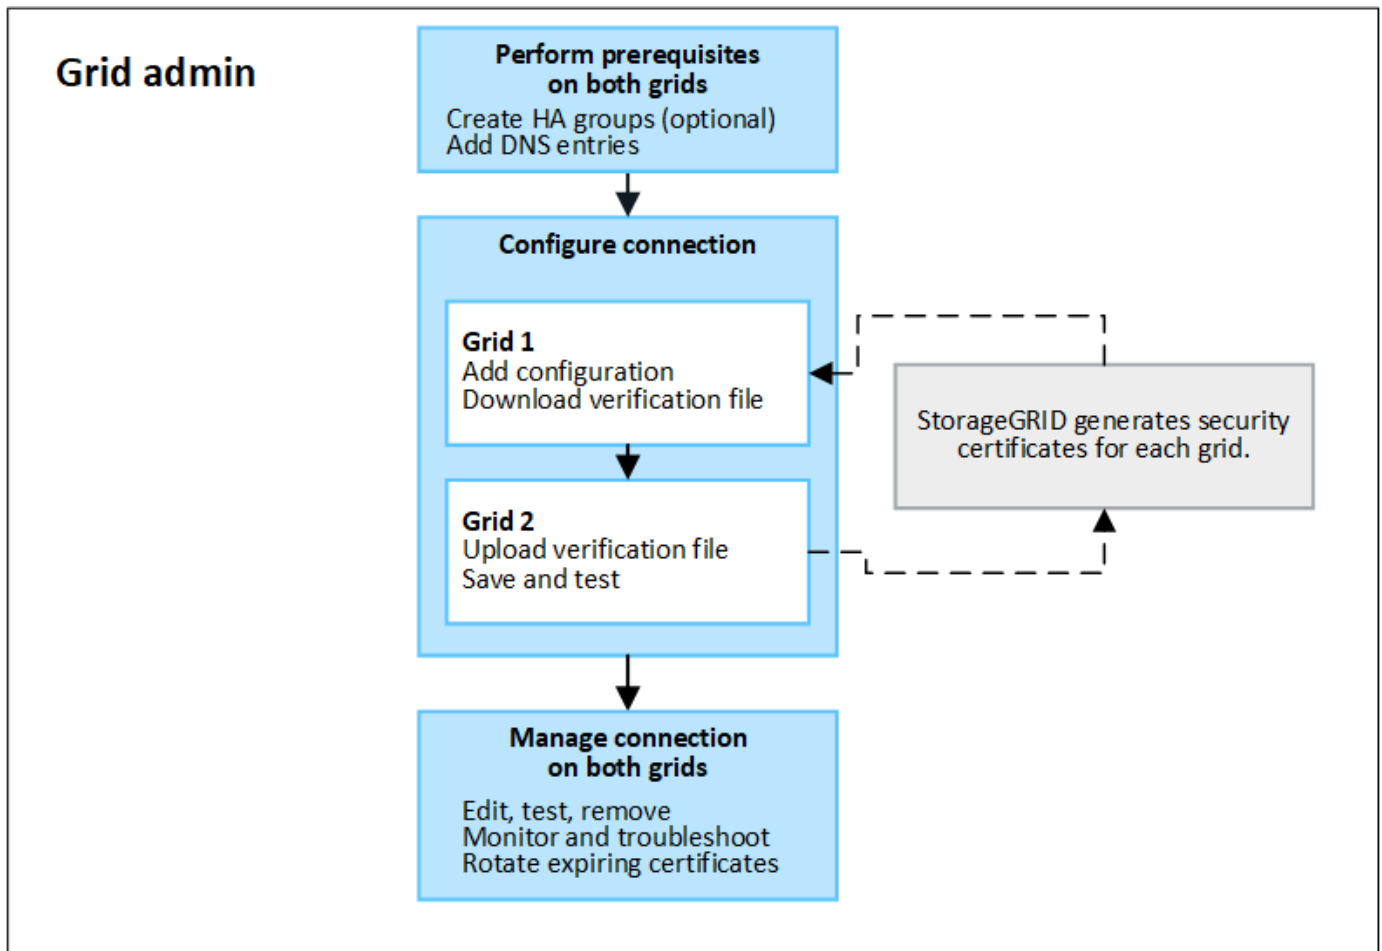 Grid admin
Perform prerequisites
on both grids
Create HA groups (optional)
Add DNS entries
Configure connection
Grid 1
Add configuration
Download verification file
StorageGRID generates security
certificates for each grid.
Grid 2
Upload verification file
Save and test
Manage connection
on both grids
Edit, test, remove
Monitor and troubleshoot
Rotate expiring certificates